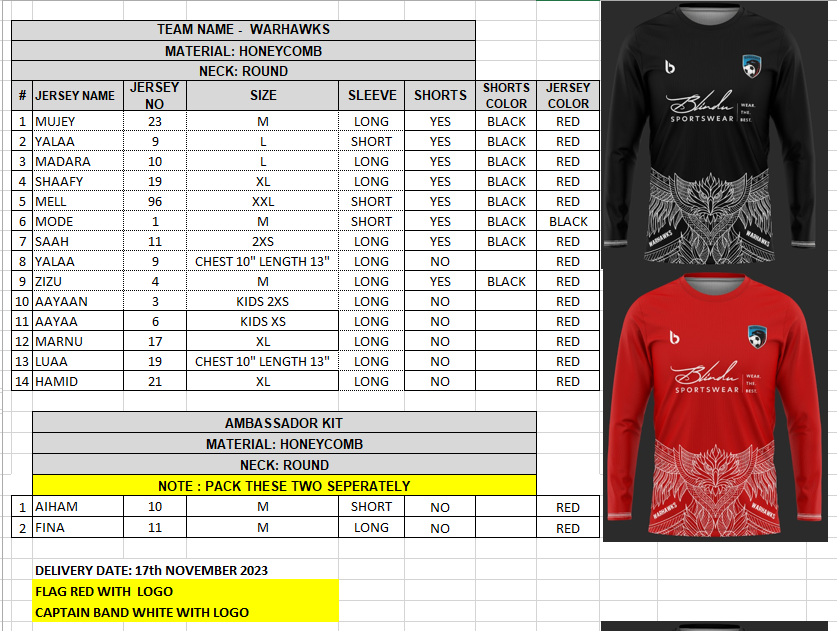 TEAM NAME - WARHAWKS
MATERIAL: HONEYCOMB
NECK: ROUND
# JERSEY NAME JERSEY NO SIZE SLEEVE SHORTS SHORTS COLOR JERSEY COLOR
1 MUJEY 23 M LONG YES BLACK RED
2 YALAA 9 L SHORT YES BLACK RED
3 MADARA 10 L LONG YES BLACK RED
4 SHAAFY 19 XL LONG YES BLACK RED
5 MELL 96 XXL SHORT YES BLACK RED
6 MODE 1 M SHORT YES BLACK BLACK
7 SAAH 11 2XS LONG YES BLACK RED
8 YALAA 9 CHEST 10" LENGTH 13" LONG NO RED
9 ZIZU 4 M LONG YES BLACK RED
10 AAYAAN 3 KIDS 2XS LONG NO RED
11 AAYAA 6 KIDS XS LONG NO RED
12 MARNU 17 XL LONG NO RED
13 LUAA 19 CHEST 10" LENGTH 13" LONG NO RED
14 HAMID 21 XL LONG NO RED
AMBASSADOR KIT
MATERIAL: HONEYCOMB
NECK: ROUND
NOTE : PACK THESE TWO SEPERATELY
1 AIHAM 10 M SHORT NO RED
2 FINA 11 M LONG NO RED
DELIVERY DATE: 17th NOVEMBER 2023
FLAG RED WITH LOGO
CAPTAIN BAND WHITE WITH LOGO
b
Blindu
SPORTSWEAR
WEAR.
THE.
BEST.
WARHAWKS
WARHAWKS
b
Blindu
SPORTSWEAR
WEAR.
THE.
BEST.
WARHAWKS
WARHAWKS